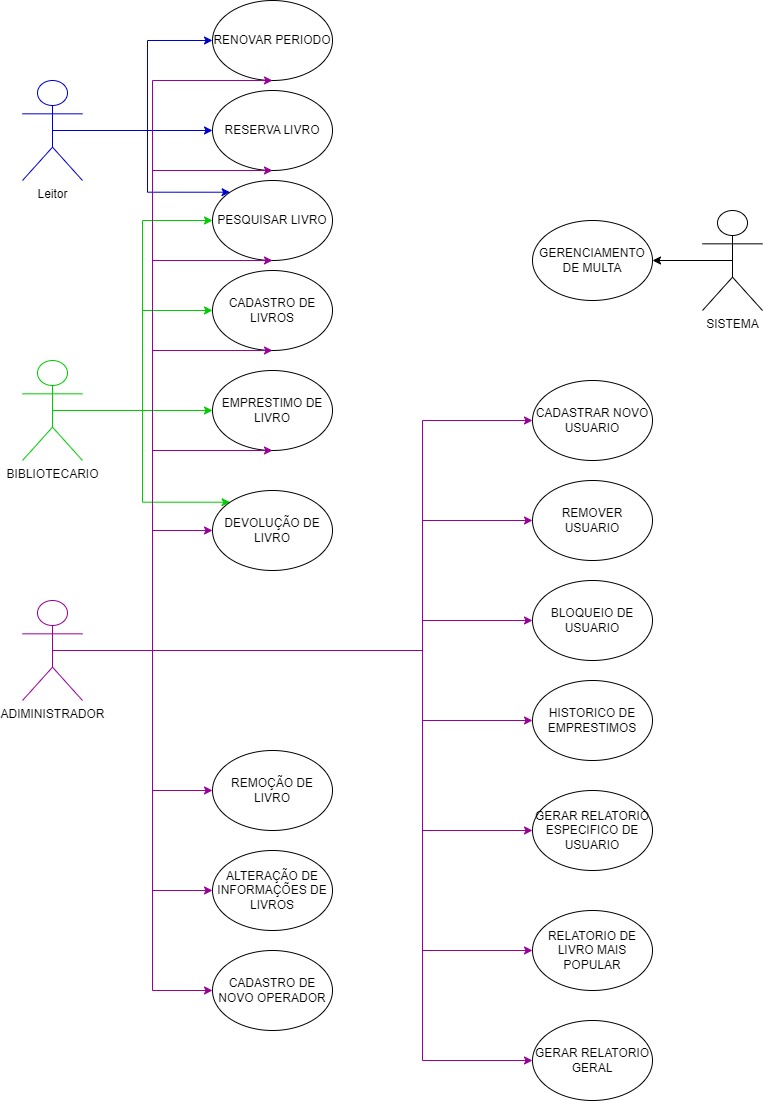 RENOVAR PERIODO
RESERVA LIVRO
Leitor
PESQUISAR LIVRO
GERENCIAMENTO
DE MULTA
SISTEMA
CADASTRO DE
LIVROS
EMPRESTIMO DE
LIVRO
BIBLIOTECARIO
CADASTRAR NOVO
USUARIO
DEVOLUÇÃO DE
LIVRO
REMOVER
USUARIO
BLOQUEIO DE
USUARIO
ADIMINISTRADOR
HISTORICO DE
EMPRESTIMOS
REMOÇÃO DE
LIVRO
GERAR RELATORIO
ESPECIFICO DE
USUARIO
ALTERAÇÃO DE
INFORMAÇÕES DE
LIVROS
RELATORIO DE
LIVRO MAIS
POPULAR
CADASTRO DE
NOVO OPERADOR
GERAR RELATORIO
GERAL